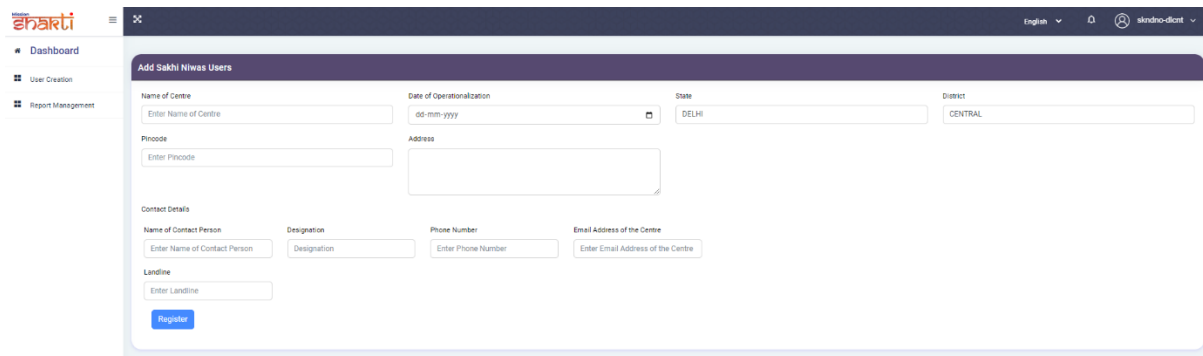 Mission
Shakti
English
skndno-dlcnt
Dashboard
User Creation
Report Management
Add Sakhi Niwas Users
Name of Centre Date of Operationalization State District
Enter Name of Centre dd-mm-yyyy DELHI CENTRAL
Pincode Address
Enter Pincode
Contact Details
Name of Contact Person Designation Phone Number Email Address of the Centre
Enter Name of Contact Person Designation Enter Phone Number Enter Email Address of the Centre
Landline
Enter Landline
Register